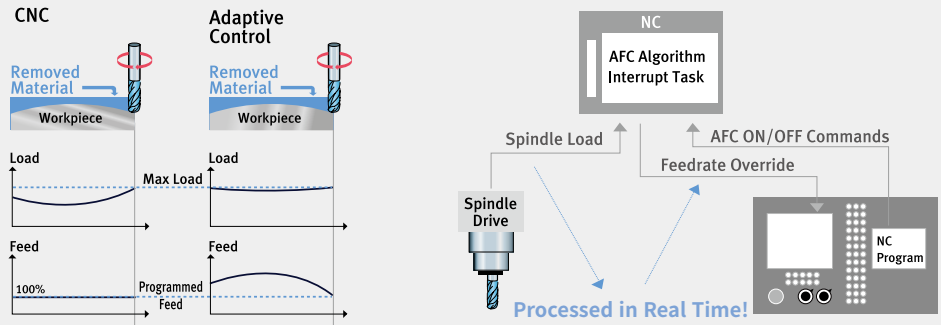 CNC
Adaptive
Control
Removed
Material
Workpiece
Removed
Material
Workpiece
Load
Max Load
Load
Feed
100%
Programmed
Feed
Feed
NC
AFC Algorithm
Interrupt Task
Spindle Load
AFC ON/OFF Commands
Feedrate Override
Spindle
Drive
NC
Program
Processed in Real Time!